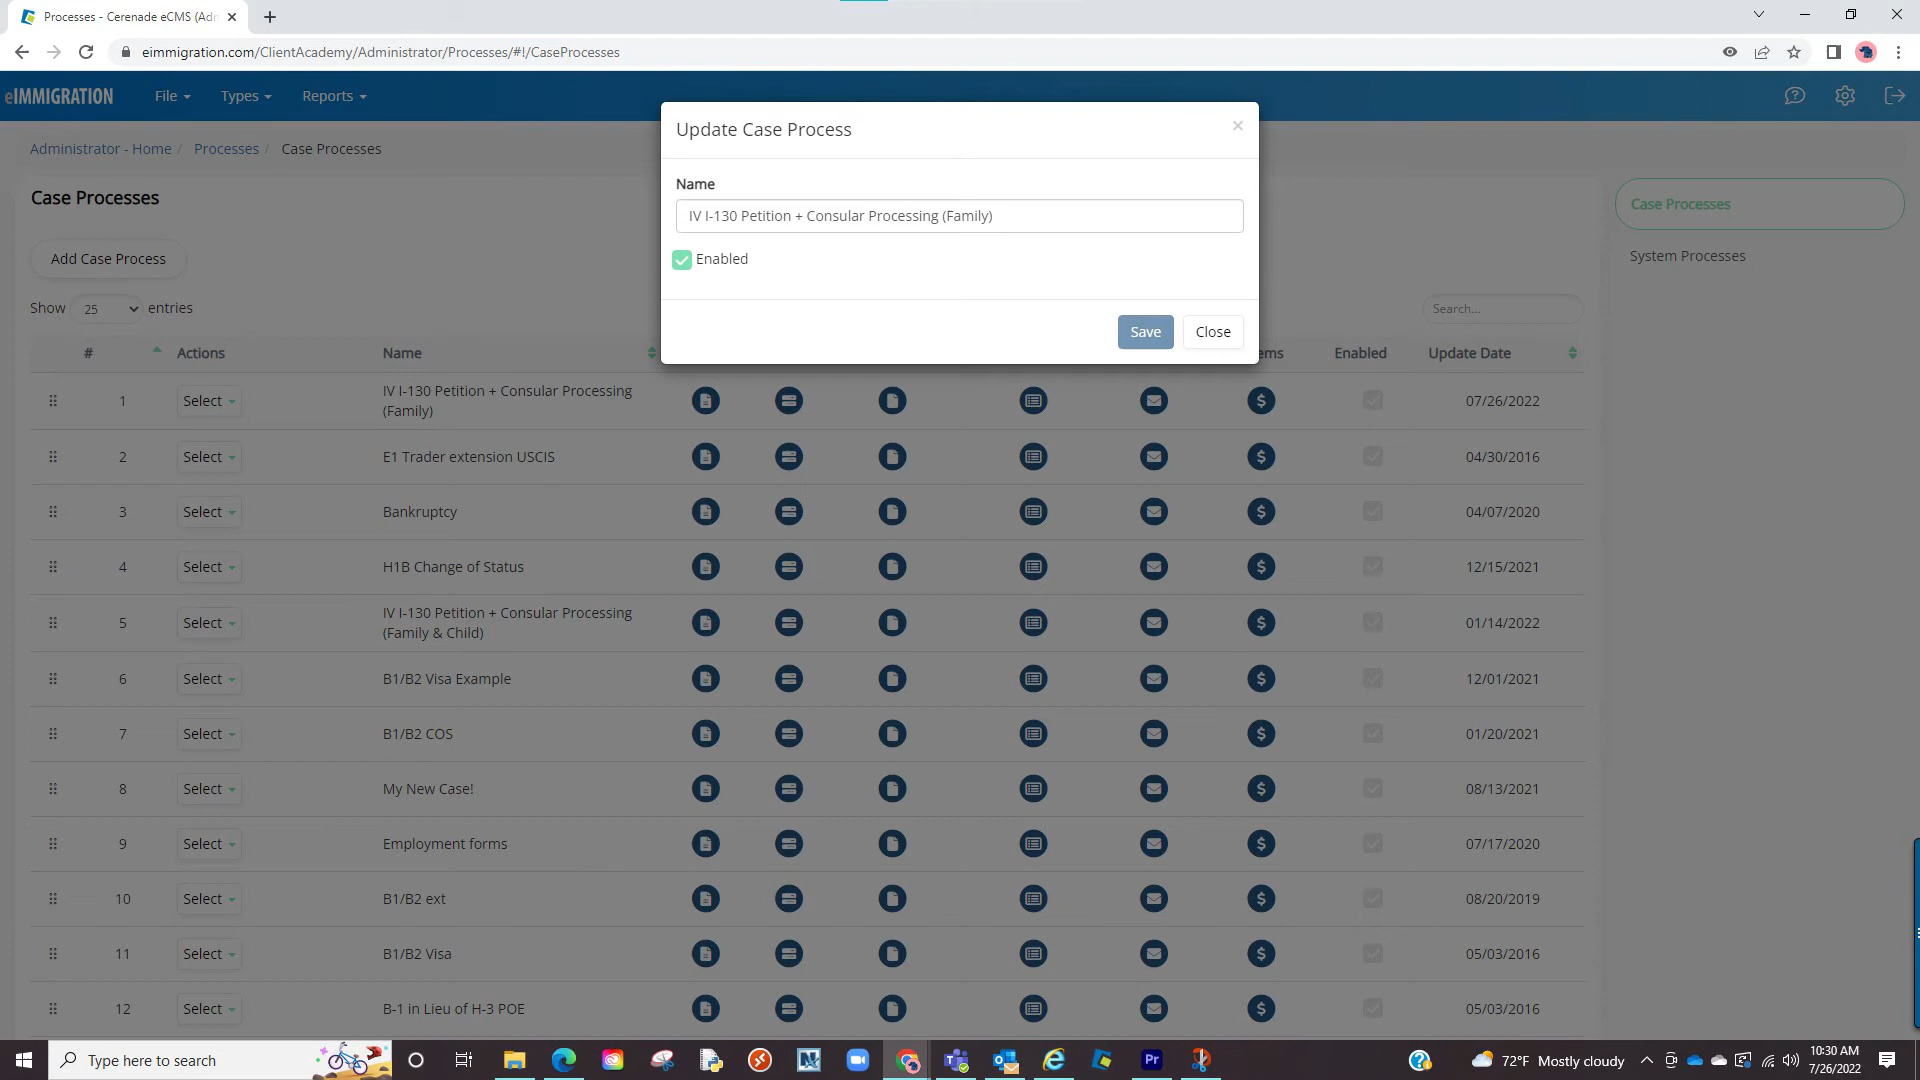 Processes - Cerenade eCMS (Adn
eimmigration.com/ClientAcademy/Administrator/Processes/#!/CaseProcesses
eIMMIGRATION File Types Reports
Update Case Process
Administrator - Home / Processes / Case Processes
Name
IV I-130 Petition + Consular Processing (Family)
Enabled
Save Close
Case Processes
Add Case Process
Show 25 entries
Search...
Case Processes
System Processes
# Actions Name ems Enabled Update Date
1 Select IV I-130 Petition + Consular Processing (Family) 07/26/2022
2 Select E1 Trader extension USCIS 04/30/2016
3 Select Bankruptcy 04/07/2020
4 Select H1B Change of Status 12/15/2021
5 Select IV I-130 Petition + Consular Processing (Family & Child) 01/14/2022
6 Select B1/B2 Visa Example 12/01/2021
7 Select B1/B2 COS 01/20/2021
8 Select My New Case! 08/13/2021
9 Select Employment forms 07/17/2020
10 Select B1/B2 ext 08/20/2019
11 Select B1/B2 Visa 05/03/2016
12 Select B-1 in Lieu of H-3 POE 05/03/2016
Type here to search
Pr
72°F Mostly cloudy
10:30 AM
7/26/2022